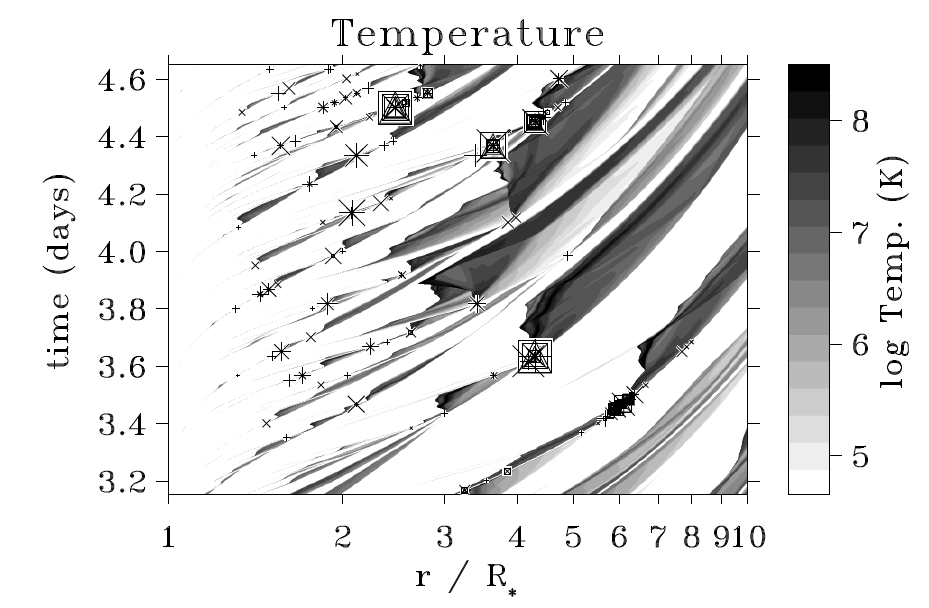 Temperature
time (days)
4.6
4.4
4.2
4.0
3.8
3.6
3.4
3.2
1 2 3 4 5 6 7 8 9 10
r / R*
8
7
6
5
log Temp. (K)